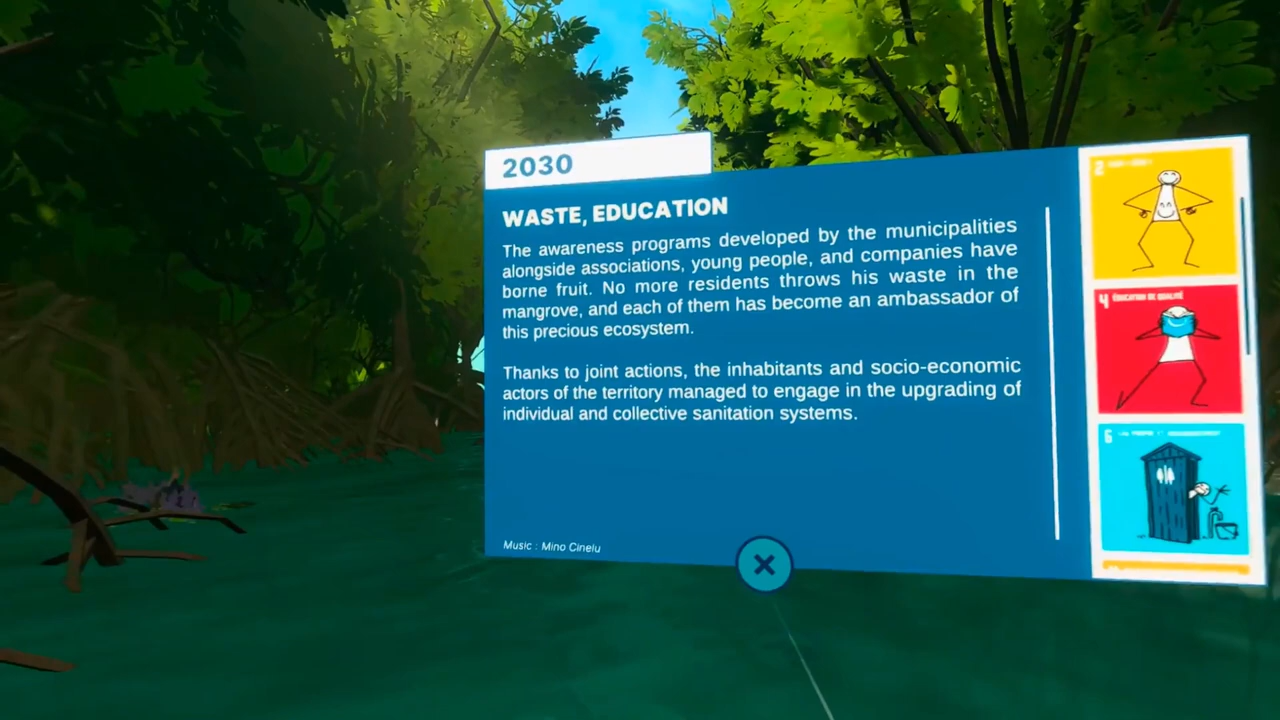 2030
WASTE, EDUCATION
The awareness programs developed by the municipalities
alongside associations, young people, and companies have
borne fruit. No more residents throws his waste in the
mangrove, and each of them has become an ambassador of
this precious ecosystem.
Thanks to joint actions, the inhabitants and socio-economic
actors of the territory managed to engage in the upgrading of
individual and collective sanitation systems.
Music : Mino Cinelu
2
4 ÉDUCATION DE QUALITÉ
6